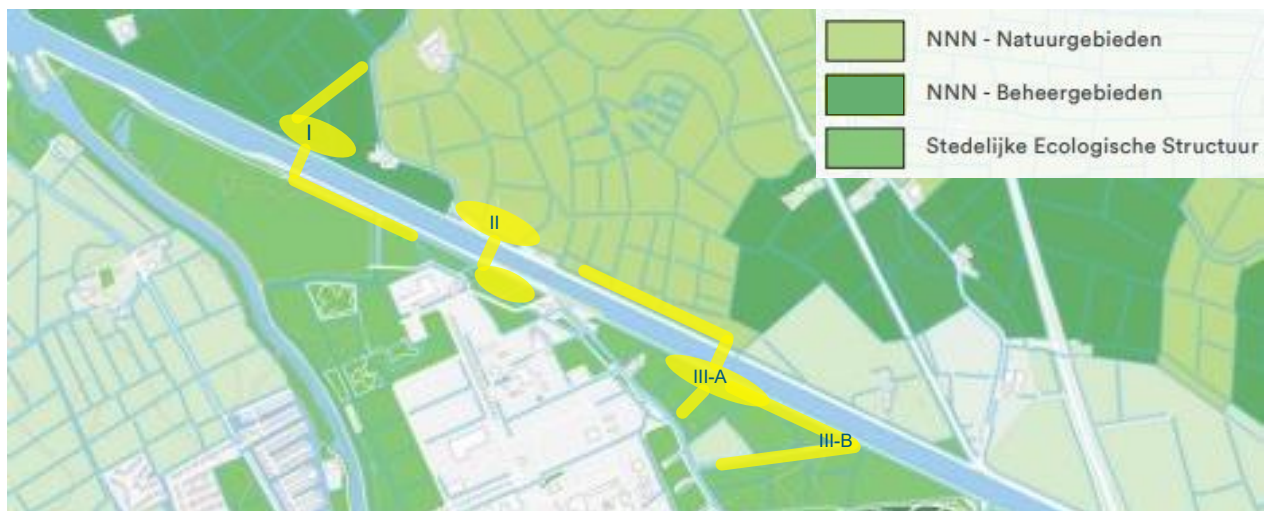 NNN - Natuurgebieden
NNN - Beheergebieden
Stedelijke Ecologische Structuur
I
II
III-A
III-B